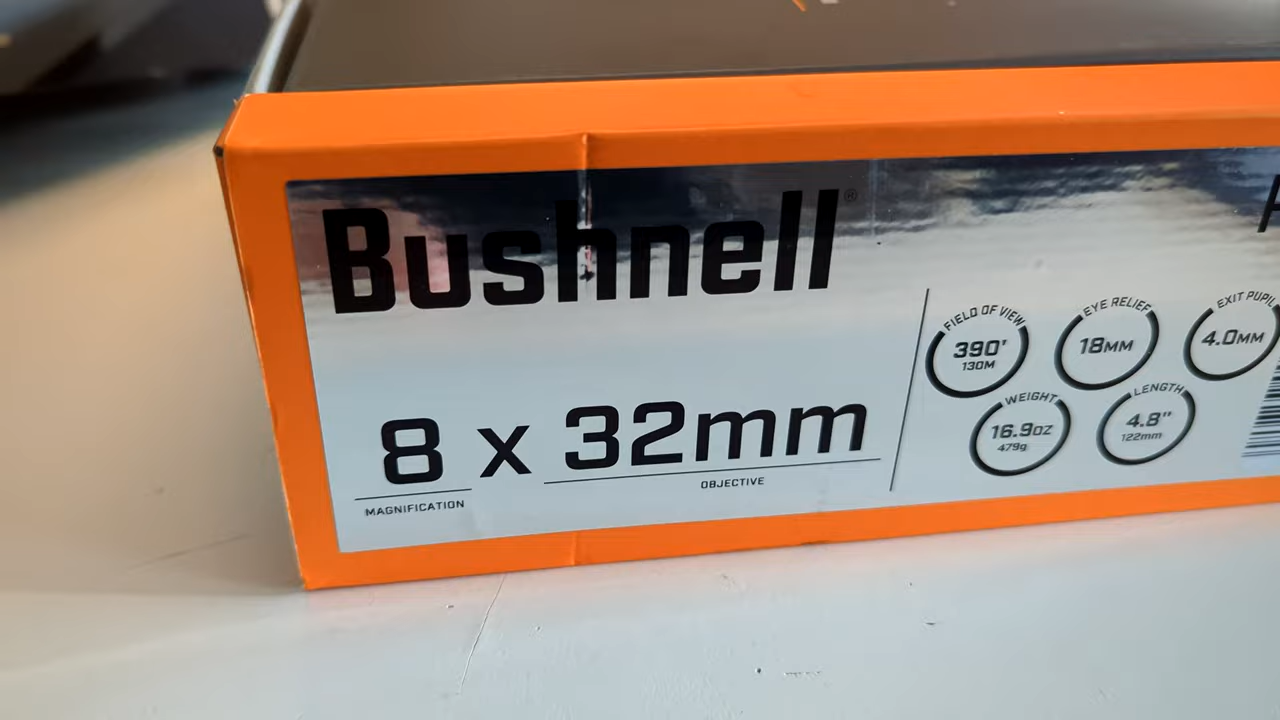 Bushnell®
8 x 32mm
MAGNIFICATION
OBJECTIVE
FIELD OF VIEW
390'
130M
EYE RELIEF
18MM
EXIT PUPIL
4.0MM
WEIGHT
16.9OZ
479g
LENGTH
4.8"
122mm